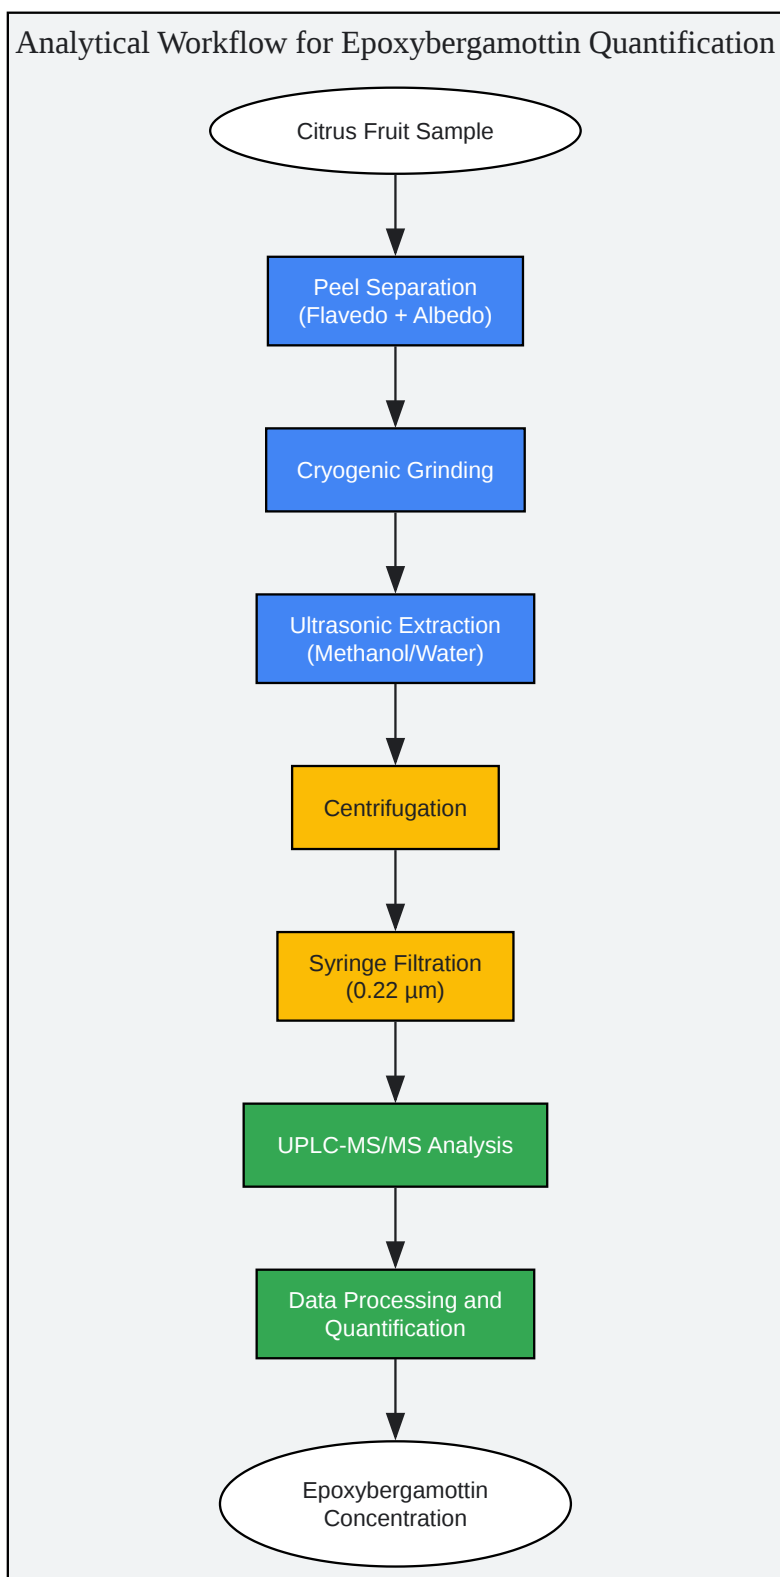 Analytical Workflow for Epoxybergamottin Quantification
Citrus Fruit Sample
Peel Separation
(Flavedo + Albedo)
Cryogenic Grinding
Ultrasonic Extraction
(Methanol/Water)
Centrifugation
Syringe Filtration
(0.22 µm)
UPLC-MS/MS Analysis
Data Processing and
Quantification
Epoxybergamottin
Concentration